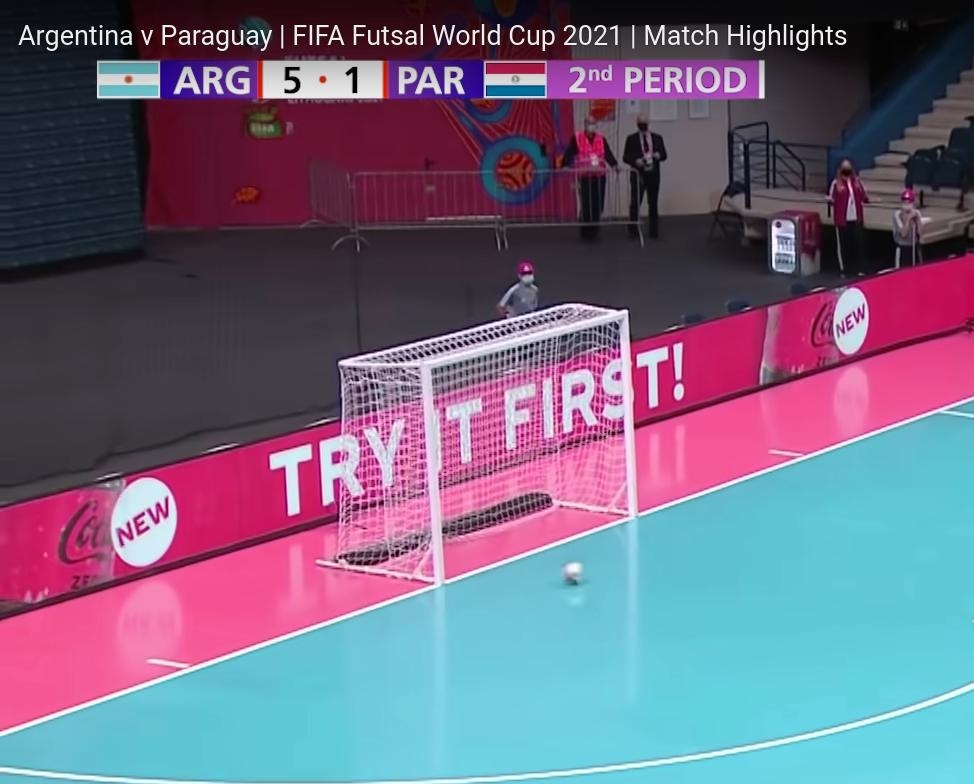 Argentina v Paraguay | FIFA Futsal World Cup 2021 | Match Highlights
ARG 5 · 1 PAR 2nd PERIOD
TRY IT FIRST!
NEW
NEW